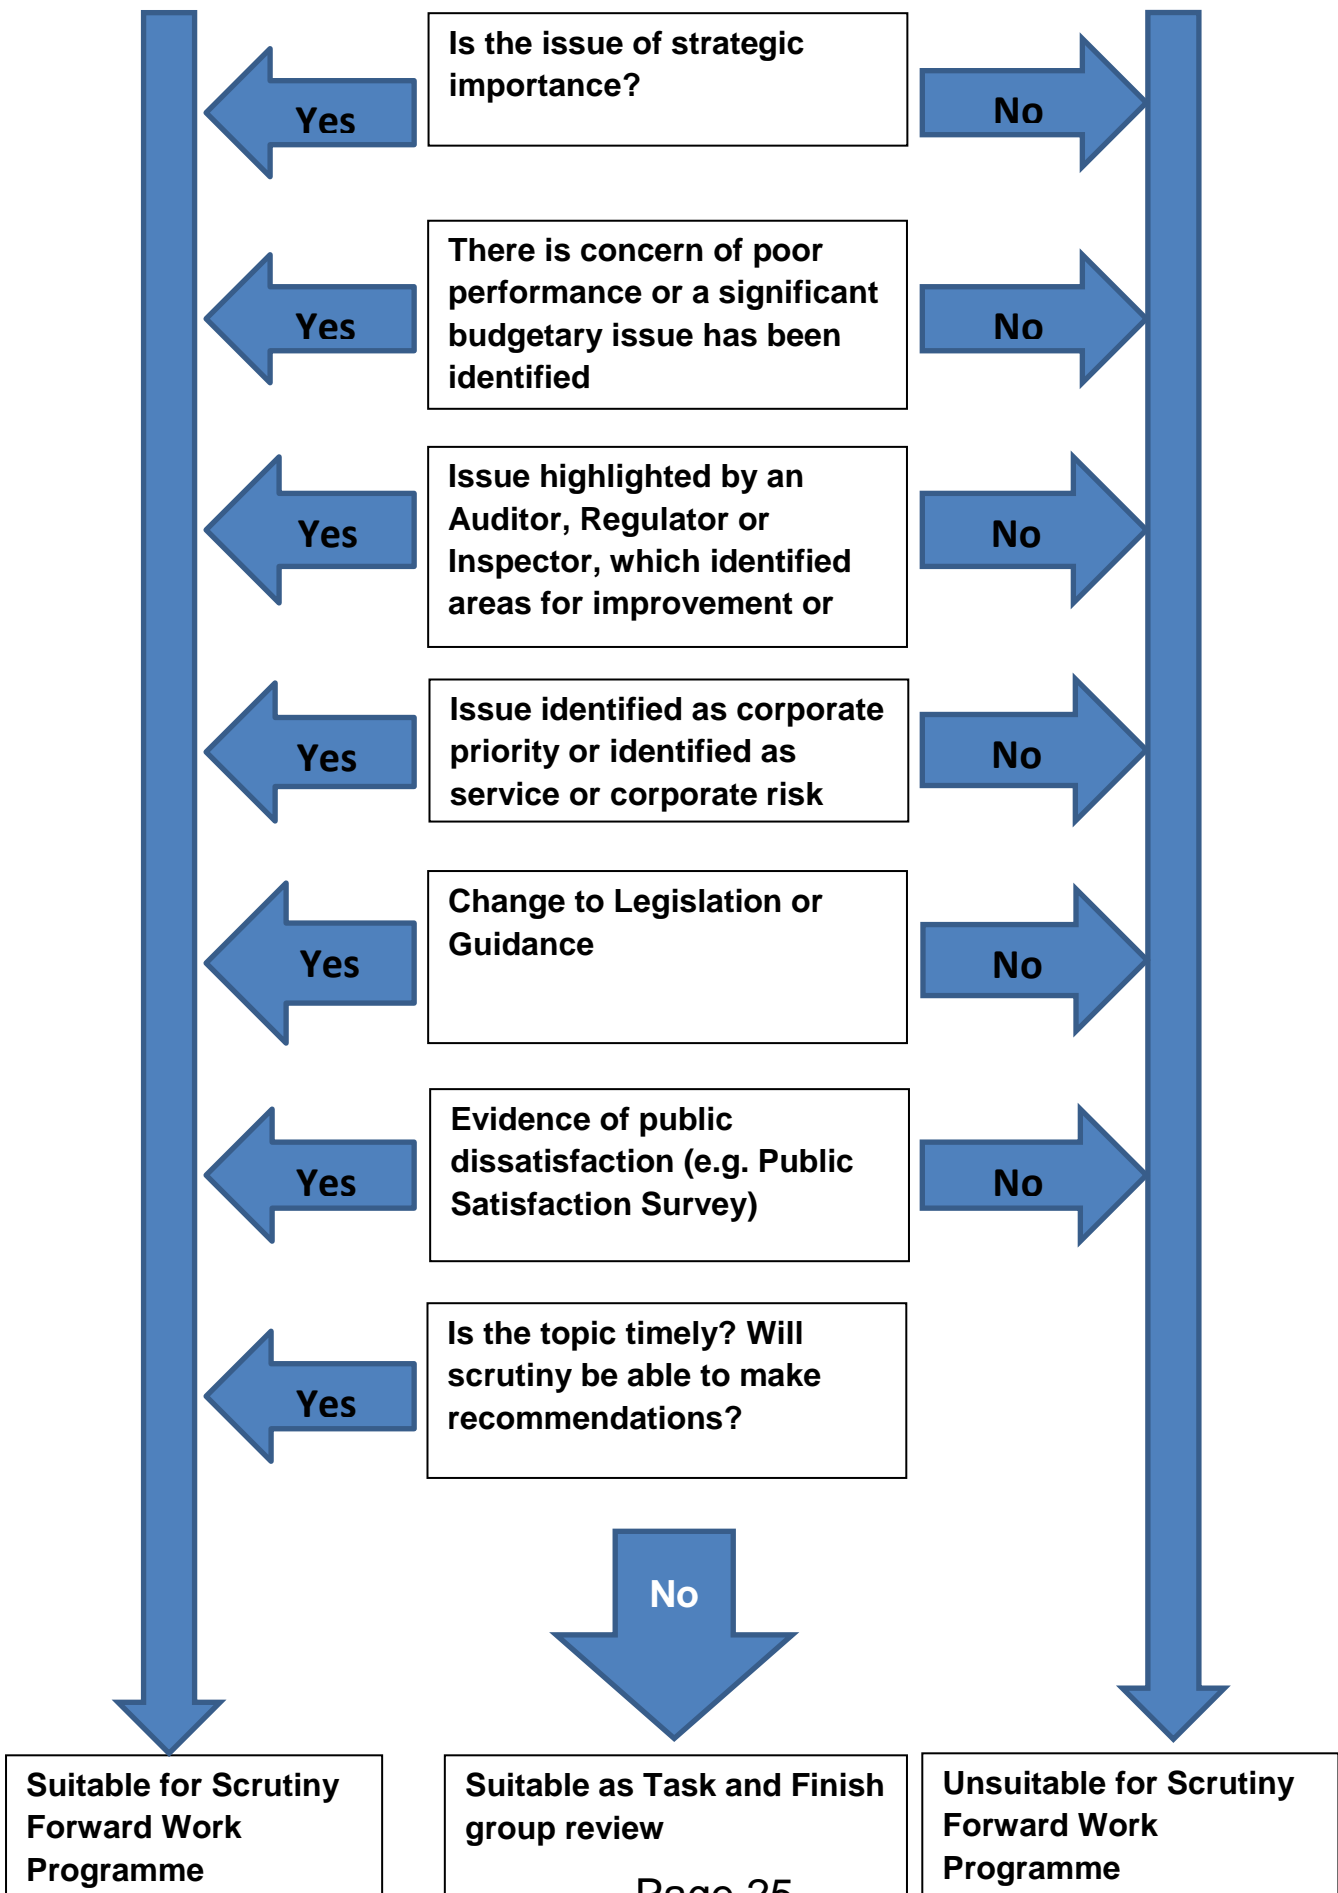 Is the issue of strategic
importance?
Yes
No
There is concern of poor
performance or a significant
budgetary issue has been
identified
Yes
No
Issue highlighted by an
Auditor, Regulator or
Inspector, which identified
areas for improvement or
Yes
No
Issue identified as corporate
priority or identified as
service or corporate risk
Yes
No
Change to Legislation or
Guidance
Yes
No
Evidence of public
dissatisfaction (e.g. Public
Satisfaction Survey)
Yes
No
Is the topic timely? Will
scrutiny be able to make
recommendations?
Yes
No
Suitable for Scrutiny
Forward Work
Programme
Suitable as Task and Finish
group review
Unsuitable for Scrutiny
Forward Work
Programme
Page 25